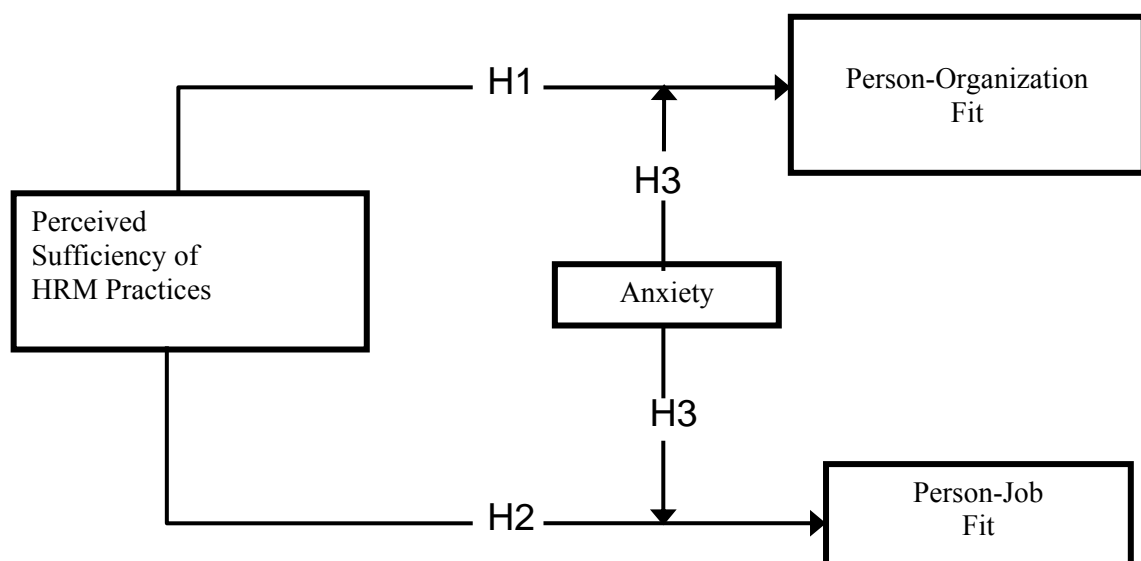 H1
Person-Organization
Fit
H3
Perceived
Sufficiency of
HRM Practices
Anxiety
H3
H2
Person-Job
Fit